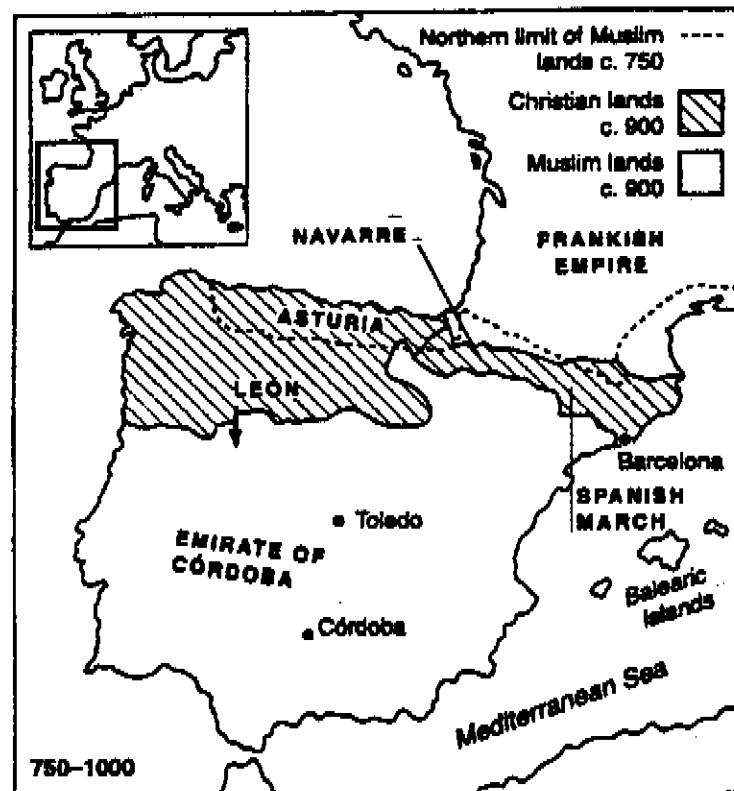 Northern limit of Muslim
lands c. 750
Christian lands
c. 900
Muslim lands
c. 900
NAVARRE
FRANKISH
EMPIRE
ASTURIA
LEÓN
Barcelona
SPANISH
MARCH
Toledo
EMIRATE OF
CÓRDOBA
Balearic
Islands
Córdoba
Mediterranean Sea
750–1000